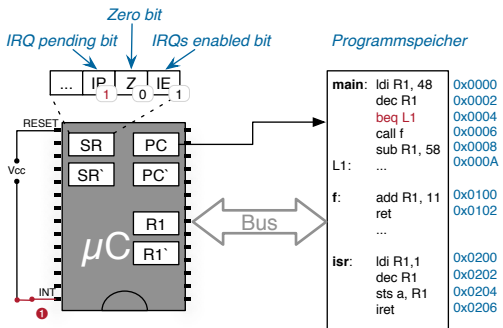 Zero bit
IRQ pending bit IRQs enabled bit Programmspeicher
... IP Z IE
1 0 1
RESET
Vcc
INT
1
SR PC
SR` PC`
R1
R1`
µC
Bus
main: ldi R1, 48 0x0000
dec R1 0x0002
beq L1 0x0004
call f 0x0006
sub R1, 58 0x0008
L1: ... 0x000A
f: add R1, 11 0x0100
ret 0x0102
...
isr: ldi R1,1 0x0200
dec R1 0x0202
sts a, R1 0x0204
iret 0x0206